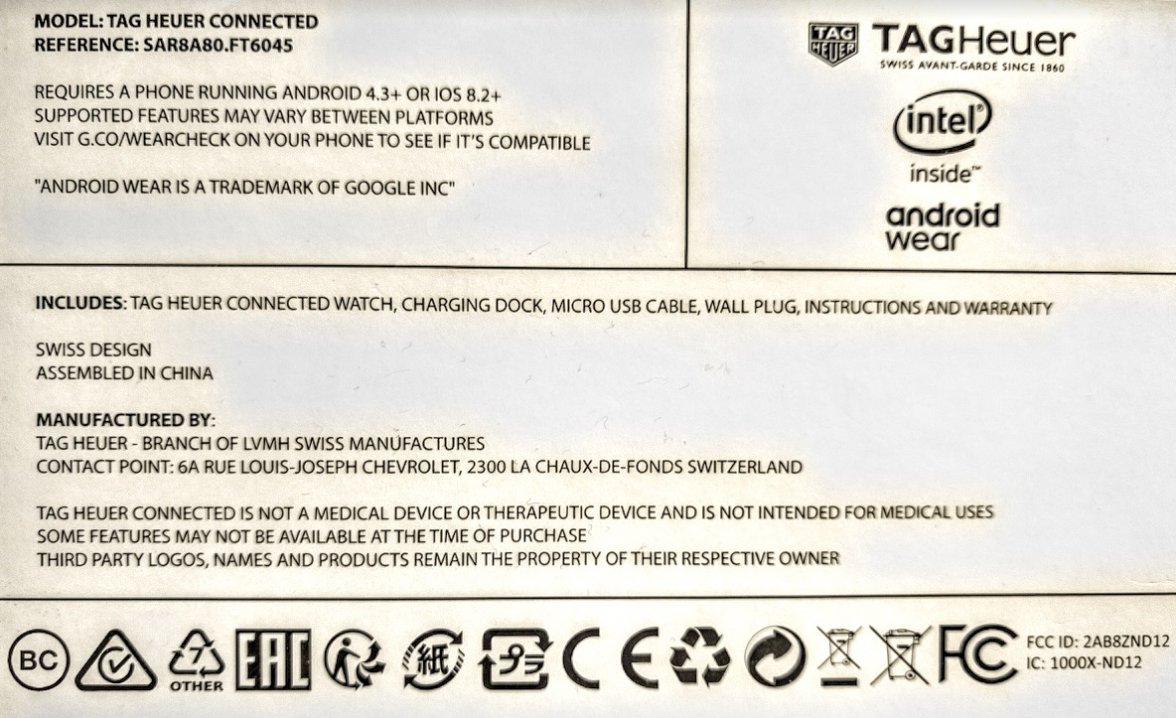 MODEL: TAG HEUER CONNECTED
REFERENCE: SAR8A80.FT6045
REQUIRES A PHONE RUNNING ANDROID 4.3+ OR IOS 8.2+
SUPPORTED FEATURES MAY VARY BETWEEN PLATFORMS
VISIT G.CO/WEARCHECK ON YOUR PHONE TO SEE IF IT'S COMPATIBLE
"ANDROID WEAR IS A TRADEMARK OF GOOGLE INC"
TAG
HEUER
TAGHeuer
SWISS AVANT-GARDE SINCE 1860
intel®
inside™
android
wear
INCLUDES: TAG HEUER CONNECTED WATCH, CHARGING DOCK, MICRO USB CABLE, WALL PLUG, INSTRUCTIONS AND WARRANTY
SWISS DESIGN
ASSEMBLED IN CHINA
MANUFACTURED BY:
TAG HEUER - BRANCH OF LVMH SWISS MANUFACTURES
CONTACT POINT: 6A RUE LOUIS-JOSEPH CHEVROLET, 2300 LA CHAUX-DE-FONDS SWITZERLAND
TAG HEUER CONNECTED IS NOT A MEDICAL DEVICE OR THERAPEUTIC DEVICE AND IS NOT INTENDED FOR MEDICAL USES
SOME FEATURES MAY NOT BE AVAILABLE AT THE TIME OF PURCHASE
THIRD PARTY LOGOS, NAMES AND PRODUCTS REMAIN THE PROPERTY OF THEIR RESPECTIVE OWNER
BC
7
OTHER
EAC
紙
プラ
CE
FCC
FCC ID: 2AB8ZND12
IC: 1000X-ND12